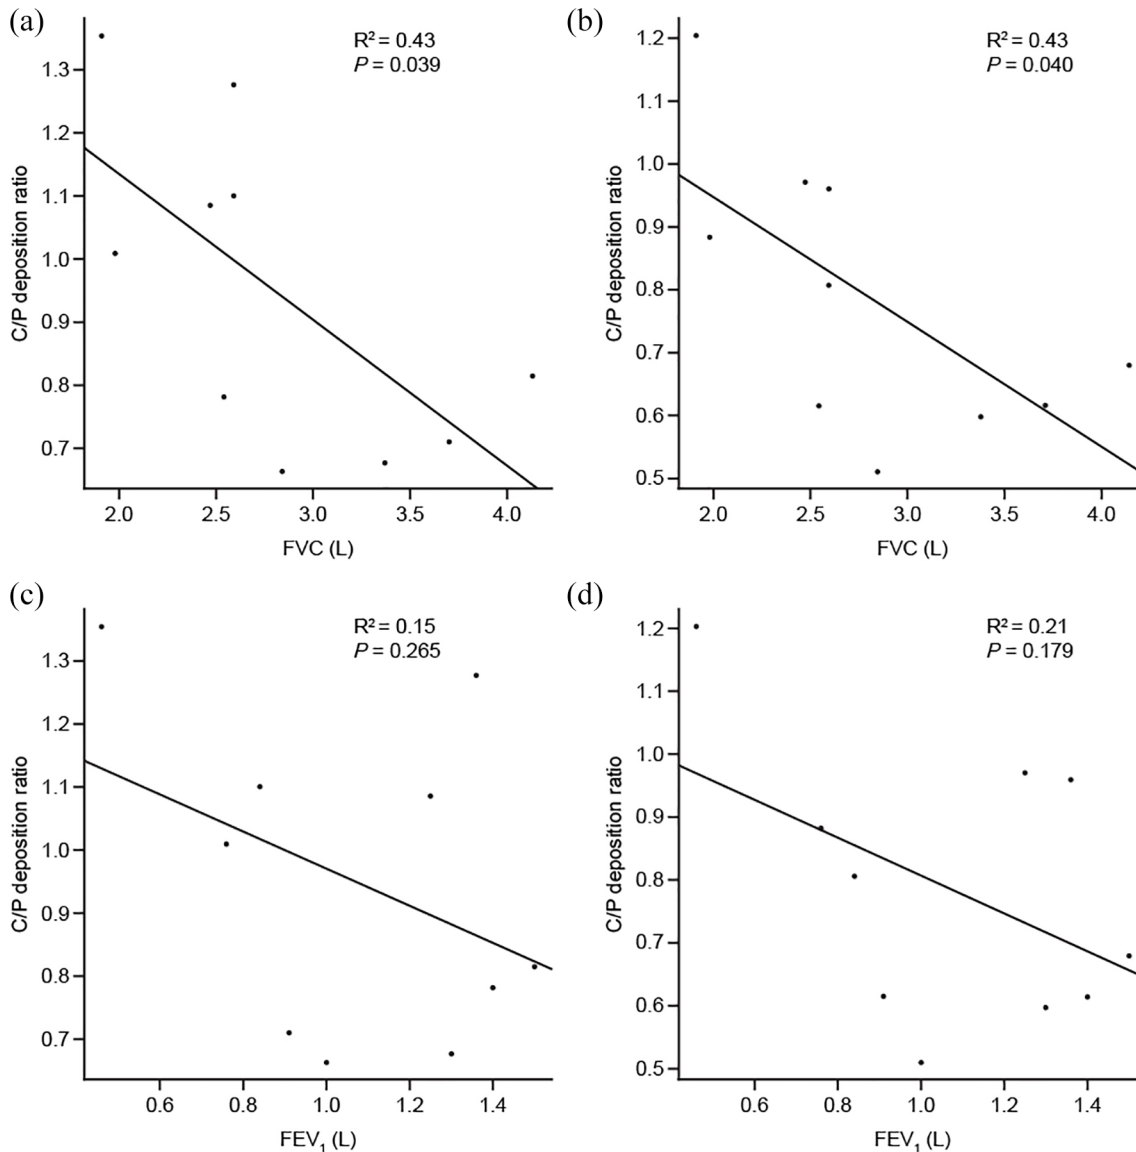 (a)
R² = 0.43
P = 0.039
C/P deposition ratio
1.3
1.2
1.1
1.0
0.9
0.8
0.7
2.0 2.5 3.0 3.5 4.0
FVC (L)
(b)
R² = 0.43
P = 0.040
C/P deposition ratio
1.2
1.1
1.0
0.9
0.8
0.7
0.6
0.5
2.0 2.5 3.0 3.5 4.0
FVC (L)
(c)
R² = 0.15
P = 0.265
C/P deposition ratio
1.3
1.2
1.1
1.0
0.9
0.8
0.7
0.6 0.8 1.0 1.2 1.4
FEV₁ (L)
(d)
R² = 0.21
P = 0.179
C/P deposition ratio
1.2
1.1
1.0
0.9
0.8
0.7
0.6
0.5
0.6 0.8 1.0 1.2 1.4
FEV₁ (L)